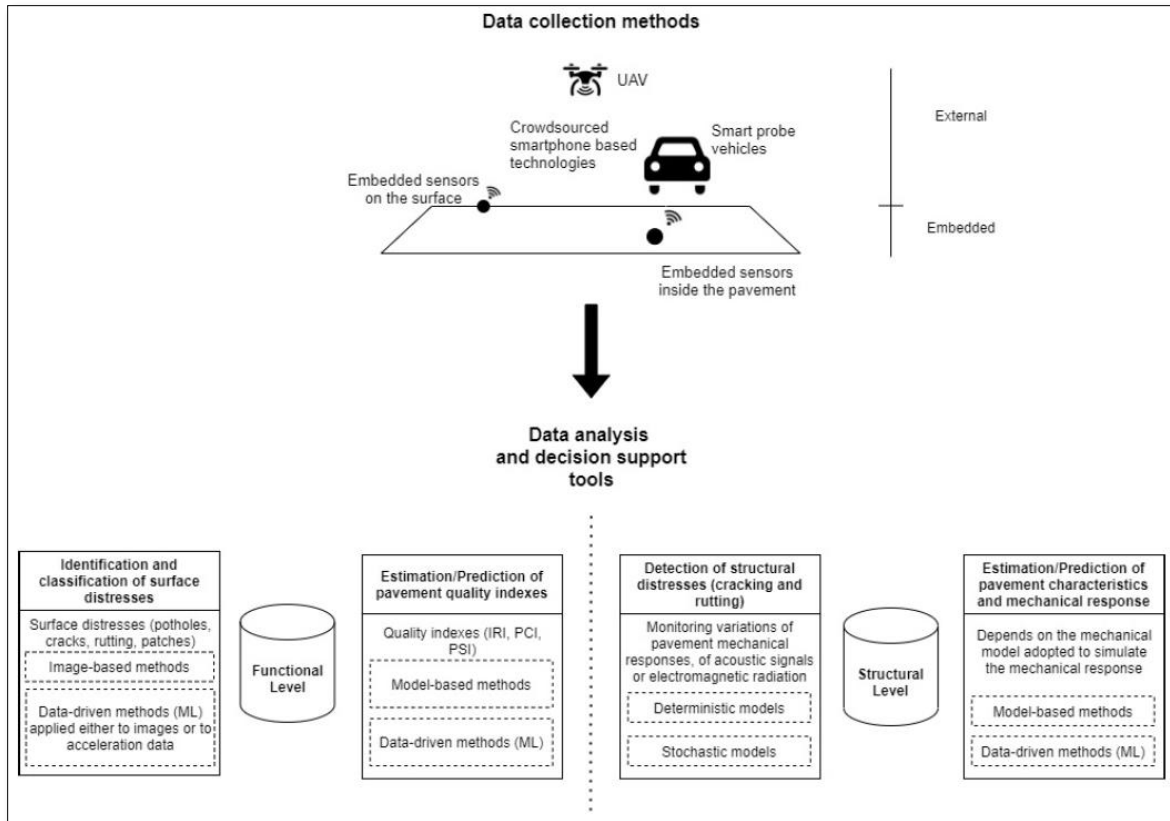 Data collection methods
UAV
External
Crowdsourced
smartphone based
technologies
Smart probe
vehicles
Embedded sensors
on the surface
Embedded
Embedded sensors
inside the pavement
Data analysis
and decision support
tools
Identification and
classification of surface
distresses
Surface distresses (potholes,
cracks, rutting, patches)
Image-based methods
Data-driven methods (ML)
applied either to images or to
acceleration data
Functional
Level
Estimation/Prediction of
pavement quality indexes
Quality indexes (IRI, PCI,
PSI)
Model-based methods
Data-driven methods (ML)
Detection of structural
distresses (cracking and
rutting)
Monitoring variations of
pavement mechanical
responses, of acoustic signals
or electromagnetic radiation
Deterministic models
Stochastic models
Structural
Level
Estimation/Prediction of
pavement characteristics
and mechanical response
Depends on the mechanical
model adopted to simulate
the mechanical response
Model-based methods
Data-driven methods (ML)